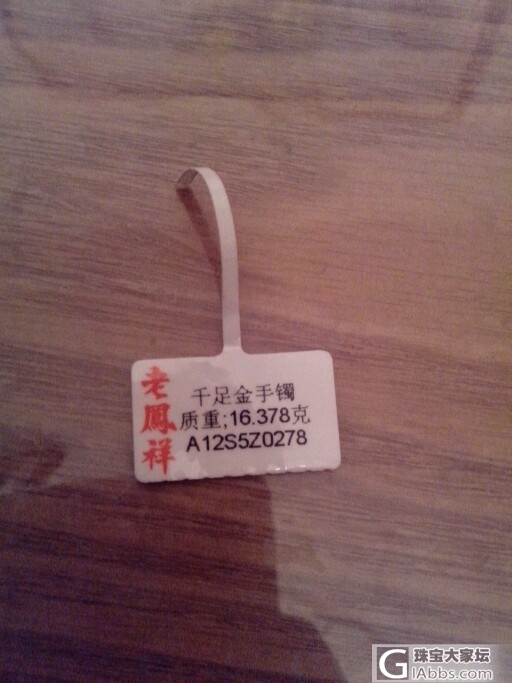 老鳳祥
千足金手镯
质重;16.378克
A12S5Z0278
G 珠宝大家坛
GIAbbs.com